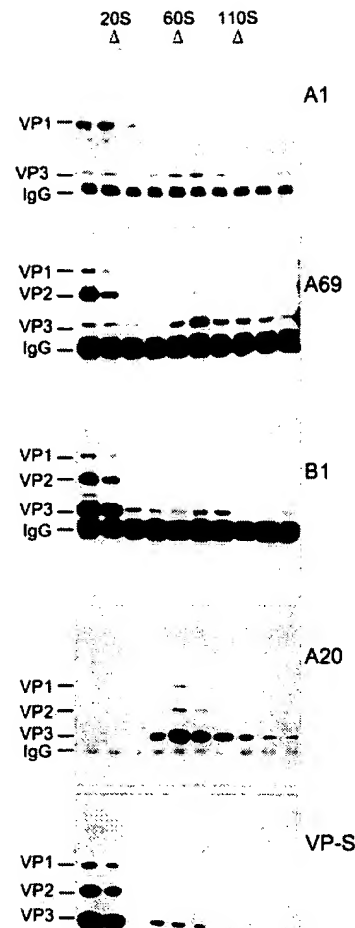 20S 60S 110S
Δ Δ Δ
A1
VP1
VP3
IgG
VP1
A69
VP2
VP3
IgG
VP1
B1
VP2
VP3
IgG
A20
VP1
VP2
VP3
IgG
VP-S
VP1
VP2
VP3